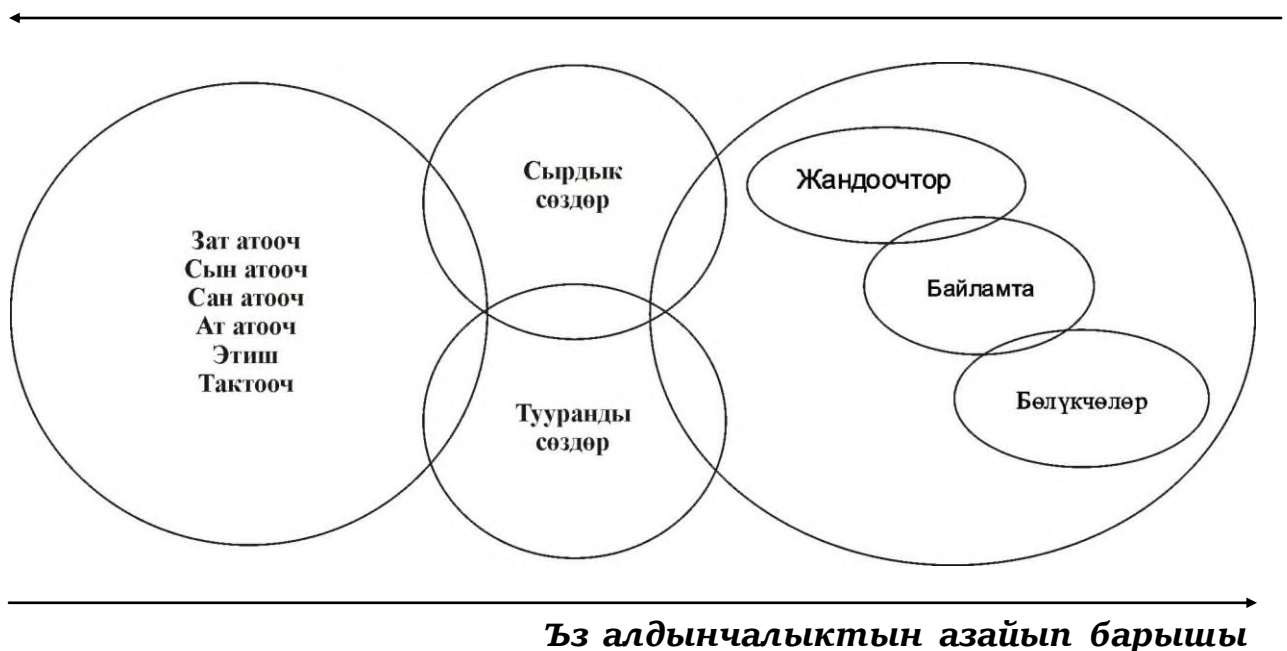 Зат атооч
Сын атооч
Сан атооч
Ат атооч
Этиш
Тактооч
Сырдык
сөздөр
Тууранды
сөздөр
Жандоочтор
Байламта
Бөлүкчөлөр
Ъз алдынчалыктын азайып барышы